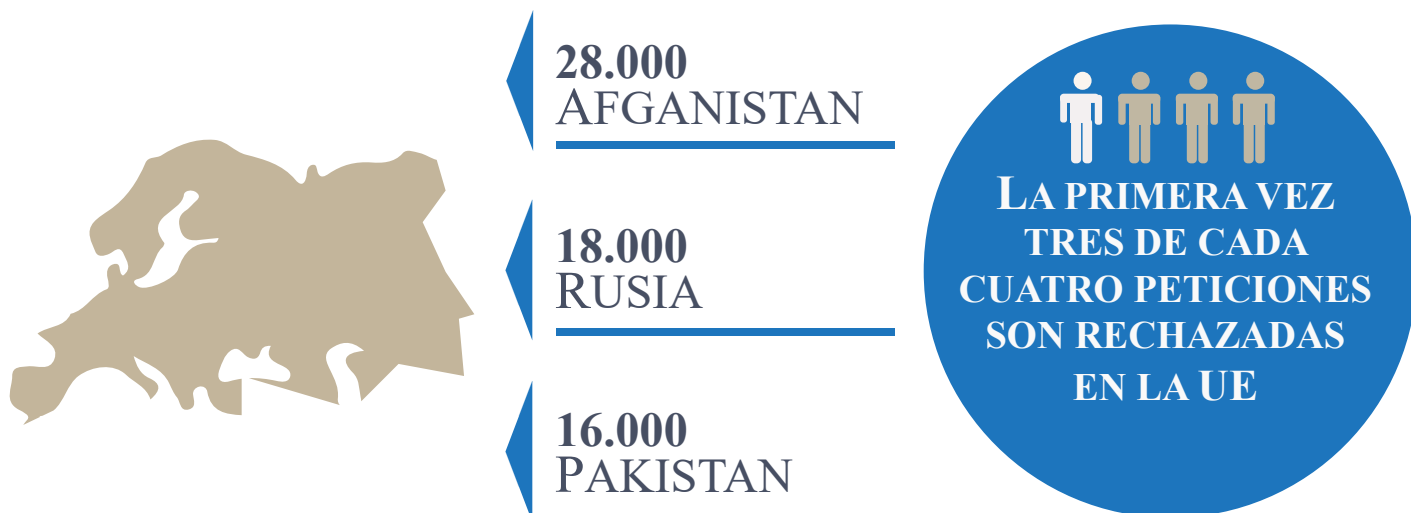 28.000
AFGANISTAN
18.000
RUSIA
16.000
PAKISTAN
LA PRIMERA VEZ
TRES DE CADA
CUATRO PETICIONES
SON RECHAZADAS
EN LA UE